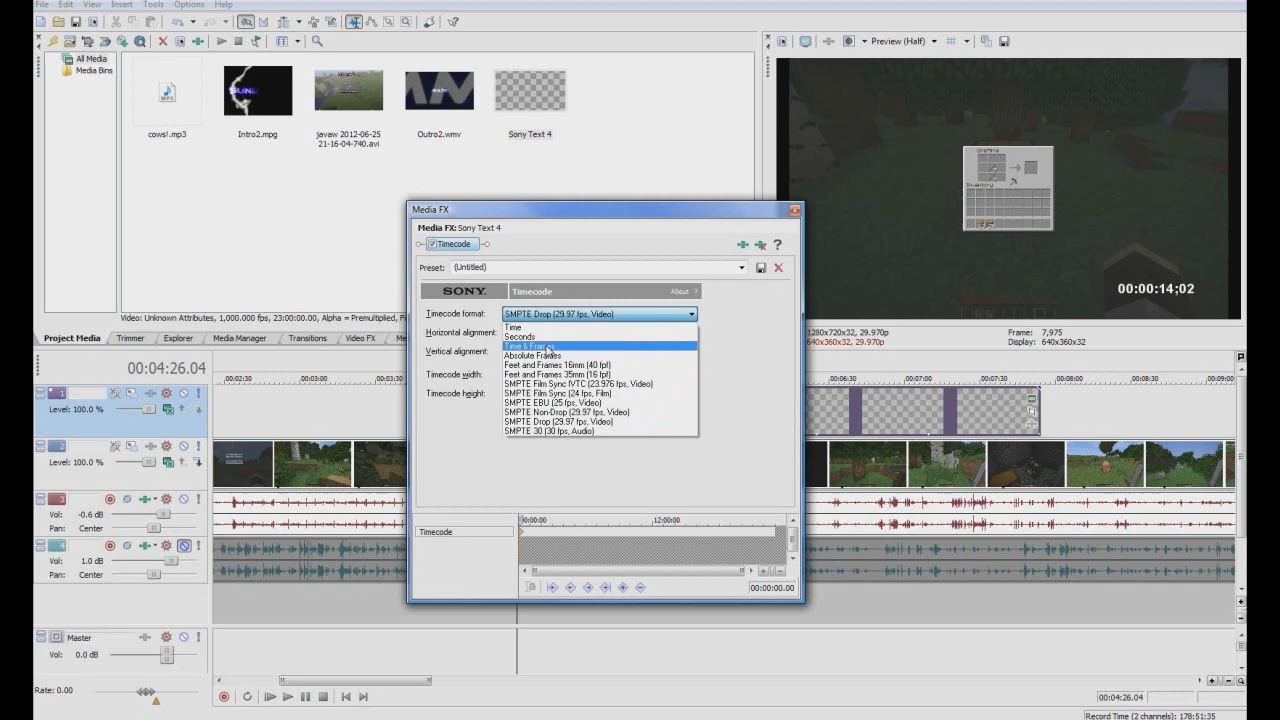 File Edit View Insert Tools Options Help
Preview (Half)
All Media
Media Bins
cows!.mp3
Intro2.mpg
javaw 2012-06-25
21-16-04-740.avi
Outro2.wmv
Sony Text 4
Video: Unknown Attributes, 1,000.000 fps, 23:00:00.00, Alpha = Premultiplied, Fi
Project Media Trimmer Explorer Media Manager Transitions Video FX Me
Crafting
Inventory
00:00:14;02
1280x720x32, 29.970p
640x360x32, 29.970p
Frame: 7,975
Display: 640x360x32
Media FX
Media FX: Sony Text 4
Timecode
Preset: (Untitled)
SONY. Timecode About ?
Timecode format: SMPTE Drop (29.97 fps, Video)
Horizontal alignment:
Vertical alignment:
Timecode width:
Timecode height:
Time
Seconds
Time & Frames
Absolute Frames
Feet and Frames 16mm (40 fpf)
Feet and Frames 35mm (16 fpf)
SMPTE Film Sync IVTC (23.976 fps, Video)
SMPTE Film Sync (24 fps, Film)
SMPTE EBU (25 fps, Video)
SMPTE Non-Drop (29.97 fps, Video)
SMPTE Drop (29.97 fps, Video)
SMPTE 30 (30 fps, Audio)
Timecode
00:00:00 12:00:00
00:00:00.00
00:04:26.04
00:02:30 00:03:00 00:03:30 00:06:30 00:07:00 00:07:30 00:08:00 00:08:30 00:09:00
1
Level: 100.0 %
2
Level: 100.0 %
3
Vol: -0.6 dB
Pan: Center
4
Vol: 1.0 dB
Pan: Center
Master
Vol: 0.0 dB
Rate: 0.00
00:04:26.04
Record Time (2 channels): 178:51:35